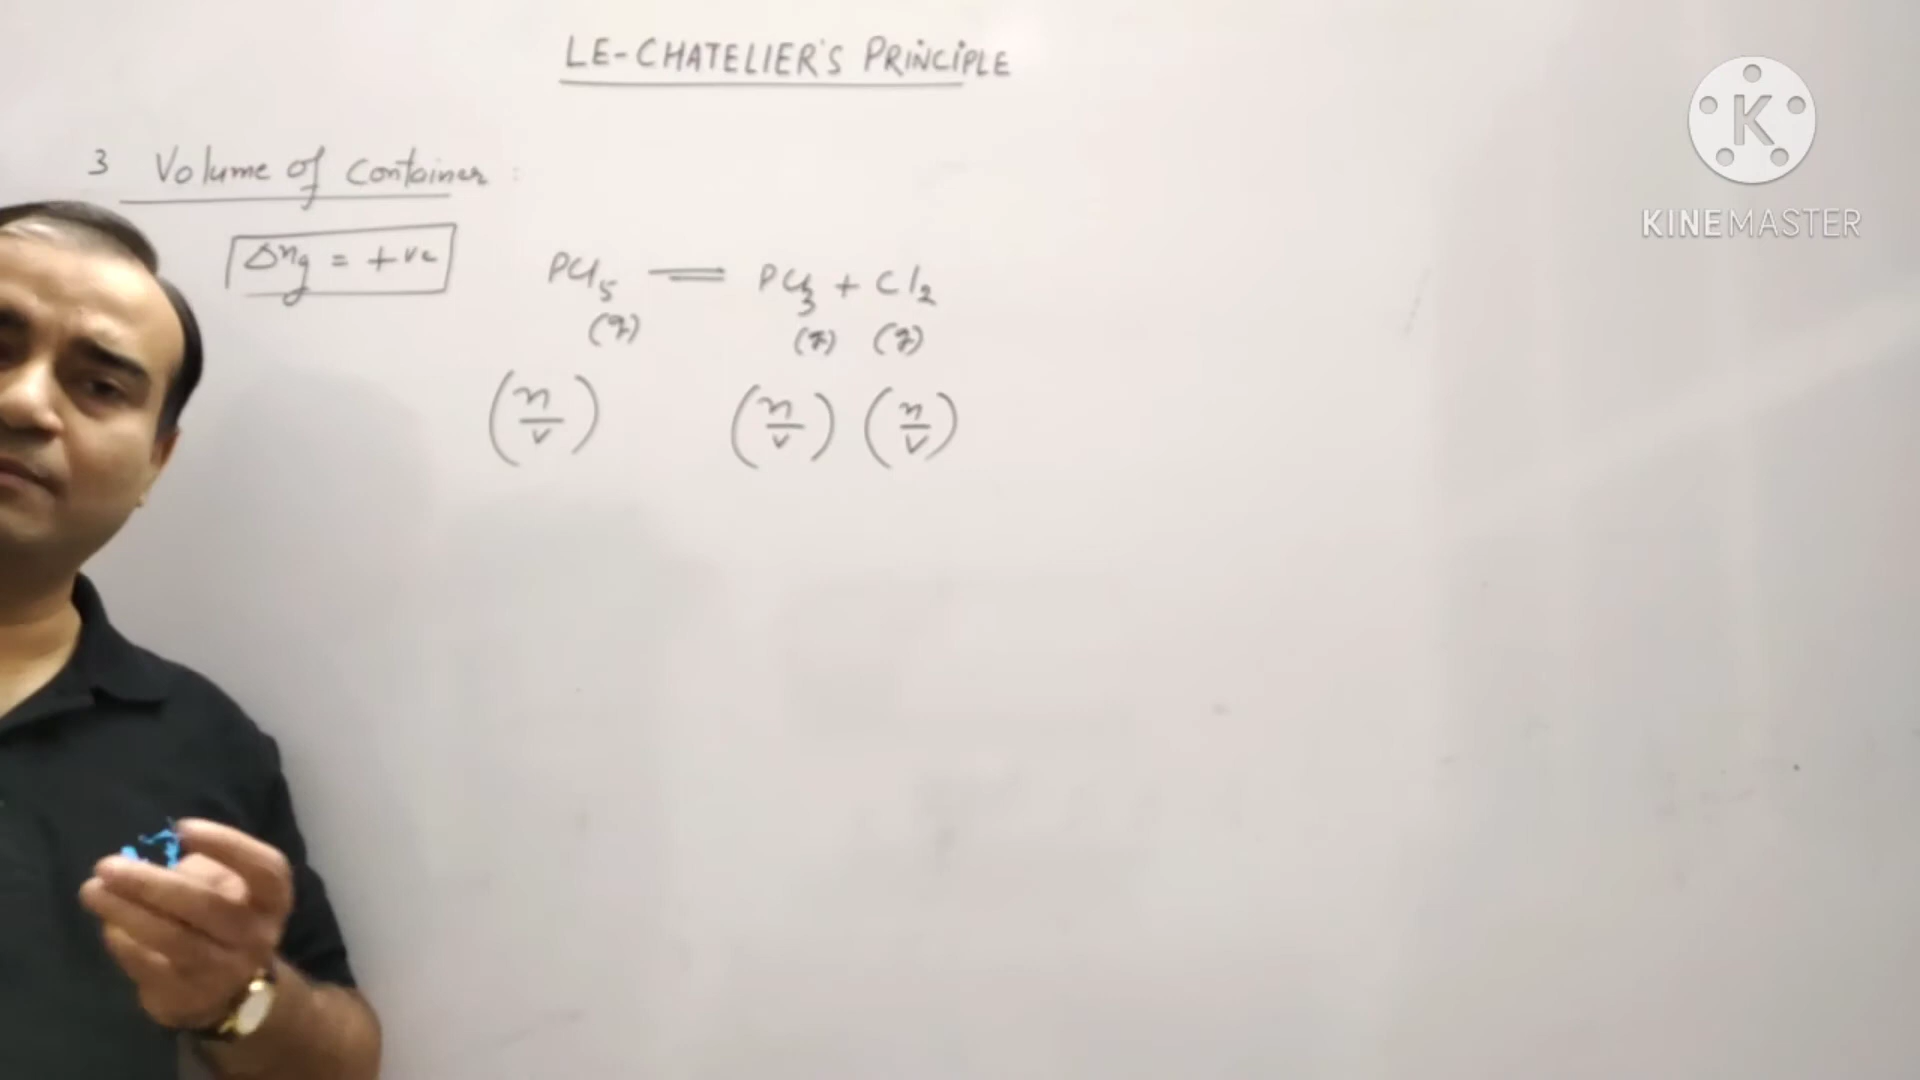 LE-CHATELIER'S PRINCIPLE
K
KINEMASTER
3 Volume of Container :
Δng = +ve
PCl5 ═ PCl3 + Cl2
(g) (g) (g)
(n/v) (n/v) (n/v)